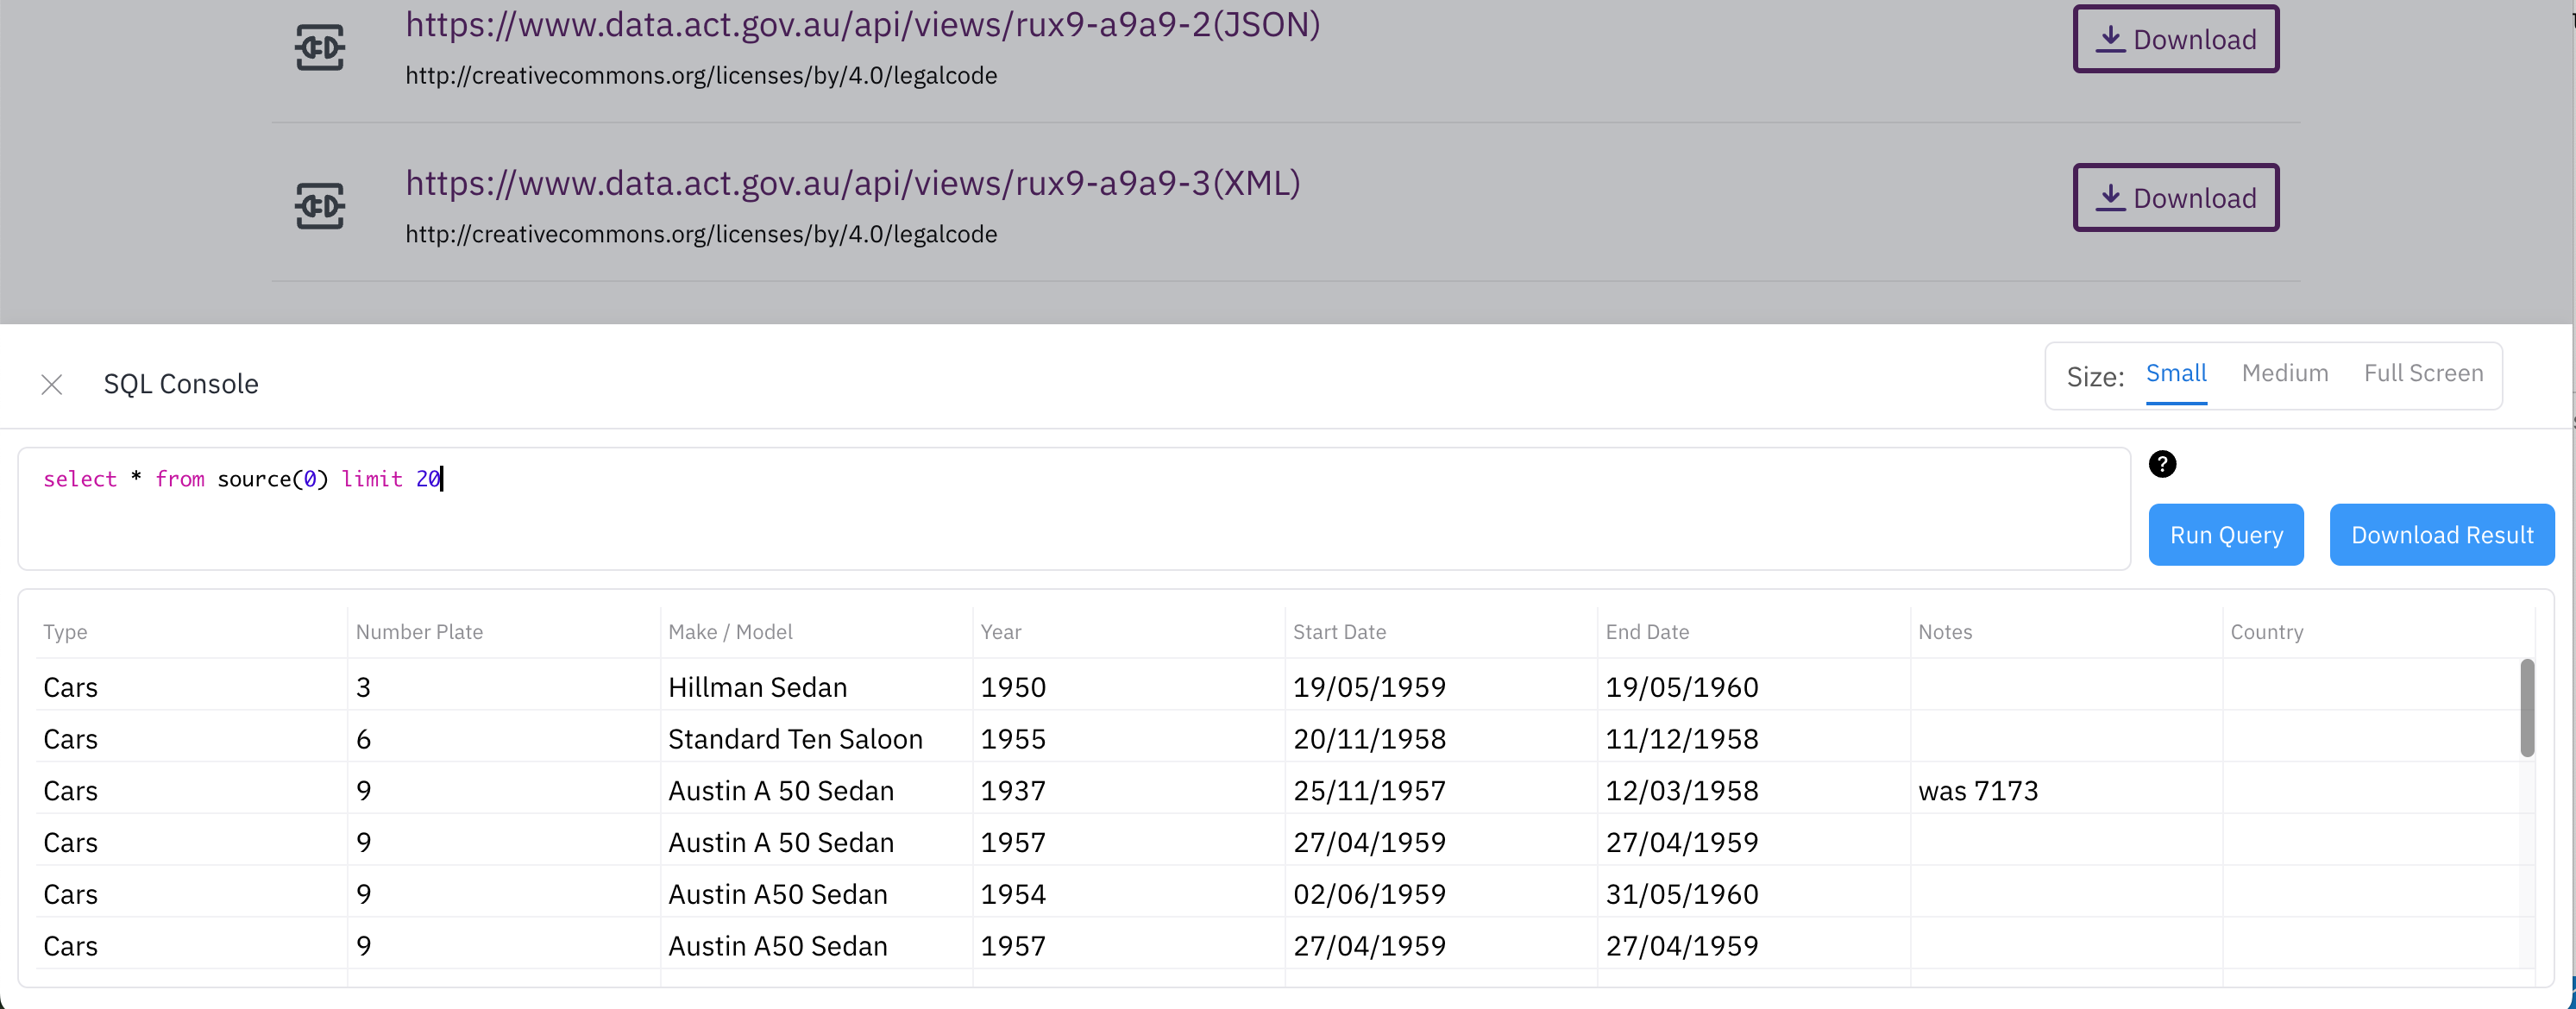 https://www.data.act.gov.au/api/views/rux9-a9a9-2(JSON)
Download
http://creativecommons.org/licenses/by/4.0/legalcode
https://www.data.act.gov.au/api/views/rux9-a9a9-3(XML)
Download
http://creativecommons.org/licenses/by/4.0/legalcode
SQL Console
Size: Small Medium Full Screen
select * from source(0) limit 20
?
Run Query Download Result
Type Number Plate Make / Model Year Start Date End Date Notes Country
Cars 3 Hillman Sedan 1950 19/05/1959 19/05/1960
Cars 6 Standard Ten Saloon 1955 20/11/1958 11/12/1958
Cars 9 Austin A 50 Sedan 1937 25/11/1957 12/03/1958 was 7173
Cars 9 Austin A 50 Sedan 1957 27/04/1959 27/04/1959
Cars 9 Austin A50 Sedan 1954 02/06/1959 31/05/1960
Cars 9 Austin A50 Sedan 1957 27/04/1959 27/04/1959